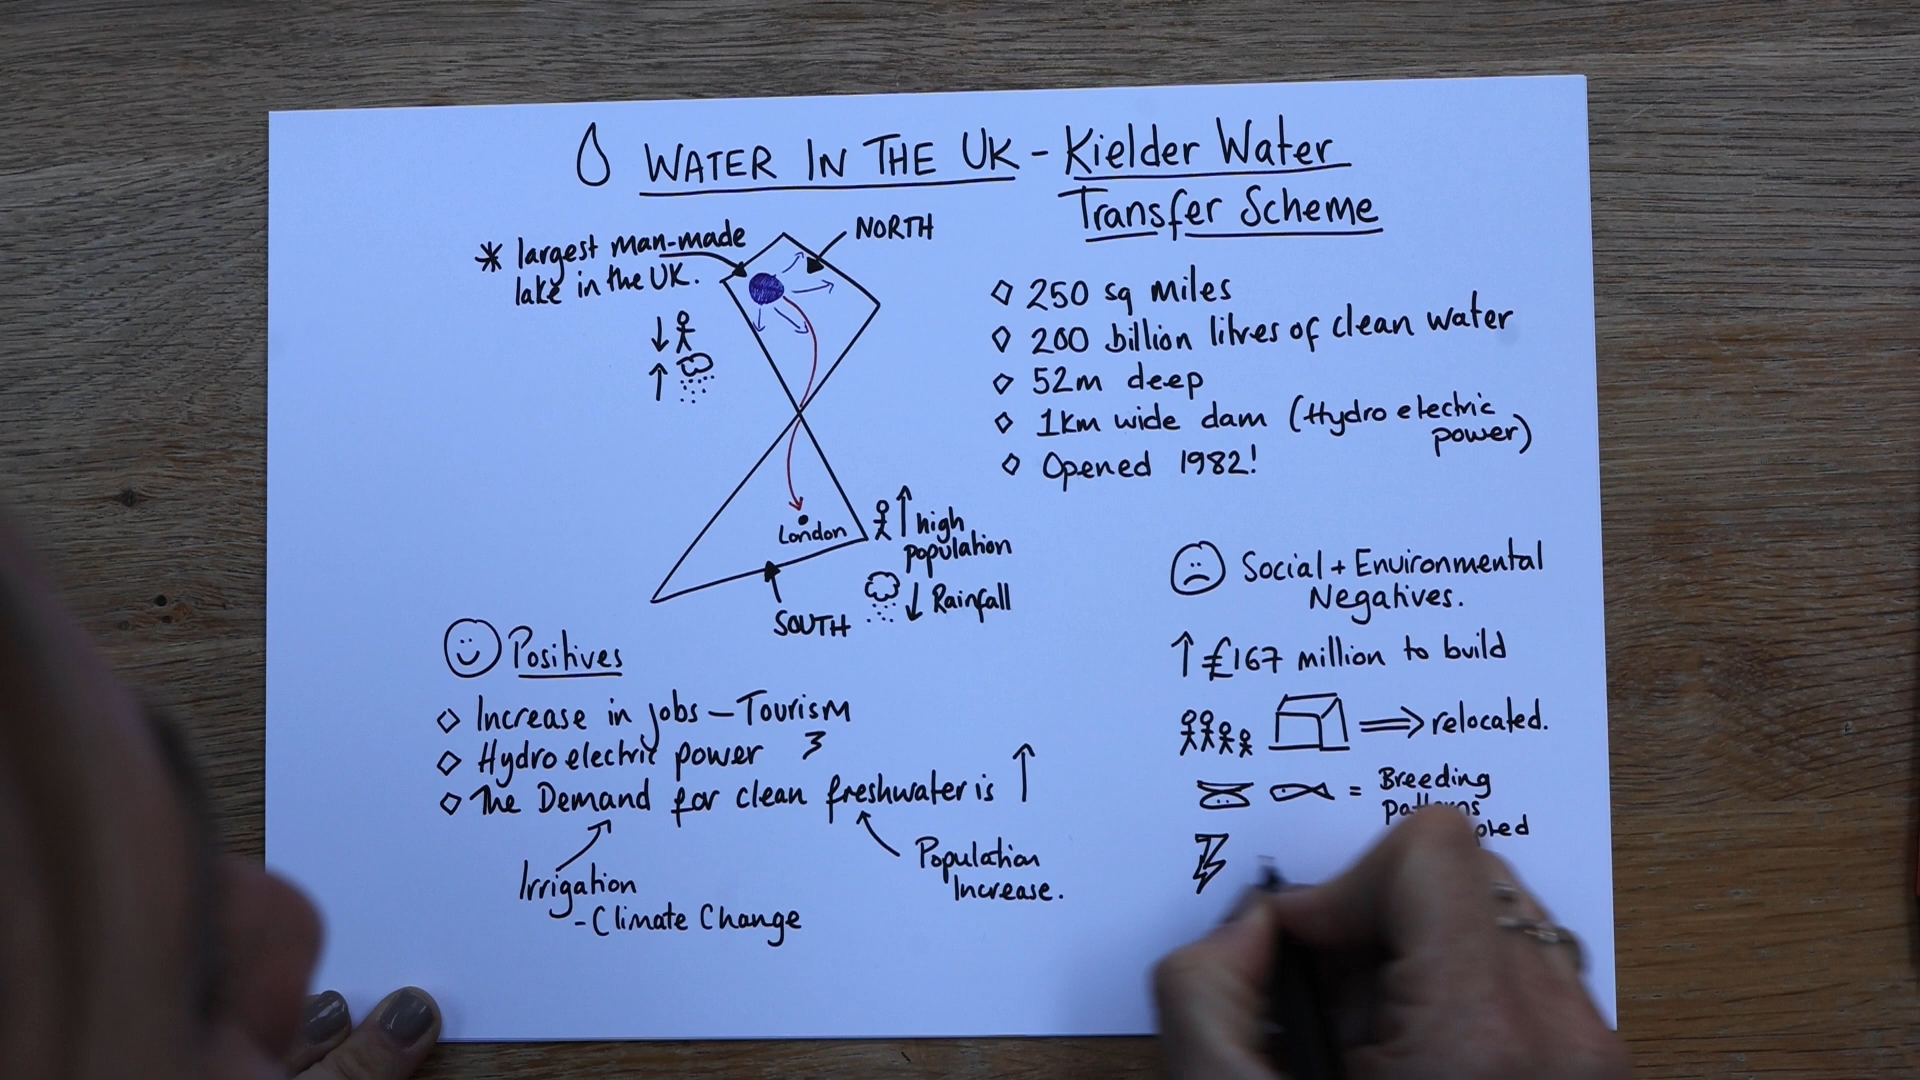 WATER IN THE UK - Kielder Water
Transfer Scheme
* largest man-made
lake in the UK.
NORTH
London
high
population
Rainfall
SOUTH
◇ 250 sq miles
◇ 200 billion litres of clean water
◇ 52m deep
◇ 1km wide dam (Hydro electric
power)
◇ Opened 1982!
Positives
◇ Increase in jobs - Tourism
◇ Hydro electric power
◇ The Demand for clean freshwater is ↑
Irrigation
- Climate Change
Population
Increase.
Social + Environmental
Negatives.
↑ £167 million to build
⇒ relocated.
= Breeding